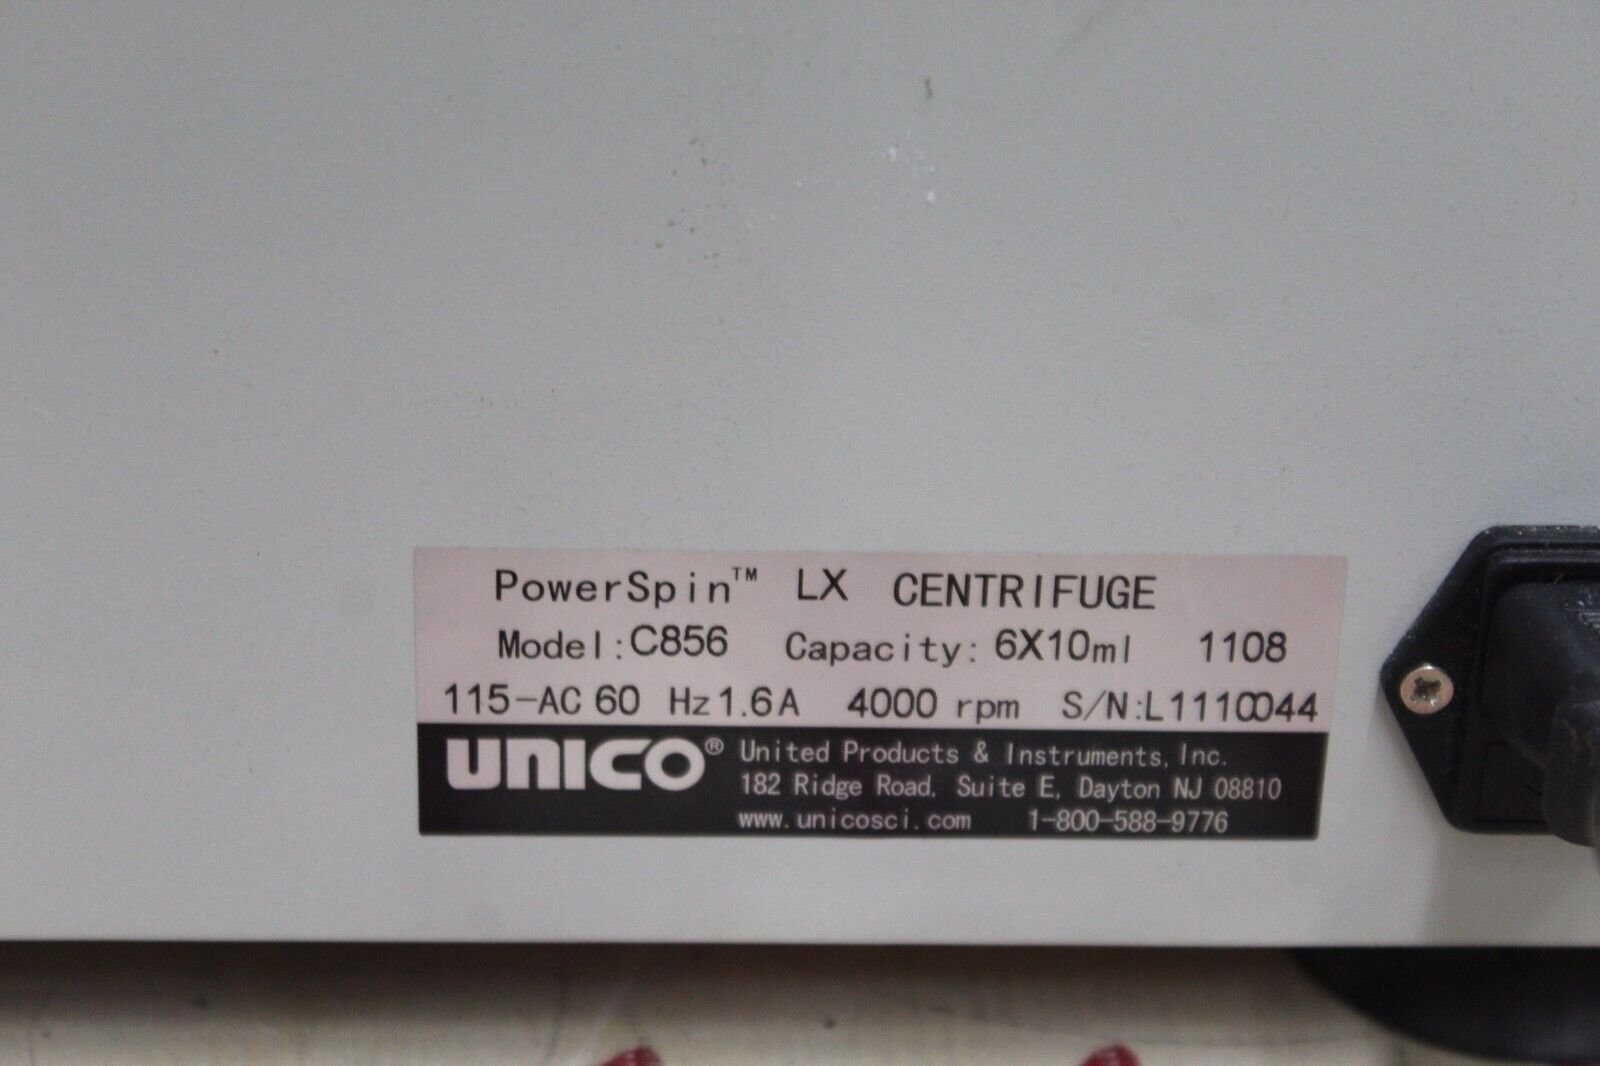 PowerSpin™ LX CENTRIFUGE
Model:C856 Capacity: 6X10ml 1108
115-AC 60 Hz 1.6A 4000 rpm S/N:L1110044
UNICO® United Products & Instruments, Inc.
182 Ridge Road, Suite E, Dayton NJ 08810
www.unicosci.com 1-800-588-9776